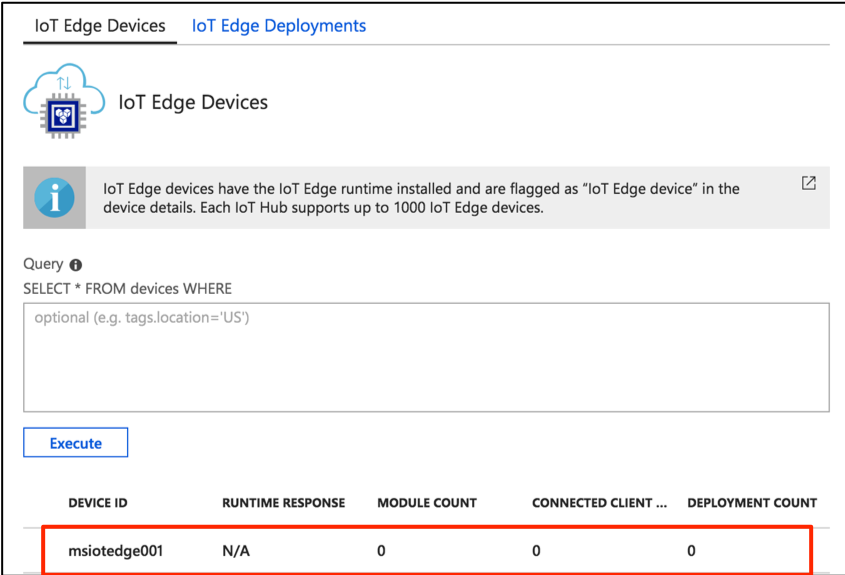 IoT Edge Devices IoT Edge Deployments
IoT Edge Devices
IoT Edge devices have the IoT Edge runtime installed and are flagged as “IoT Edge device” in the
device details. Each IoT Hub supports up to 1000 IoT Edge devices.
Query
SELECT * FROM devices WHERE
optional (e.g. tags.location='US')
Execute
DEVICE ID RUNTIME RESPONSE MODULE COUNT CONNECTED CLIENT ... DEPLOYMENT COUNT
msiotedge001 N/A 0 0 0